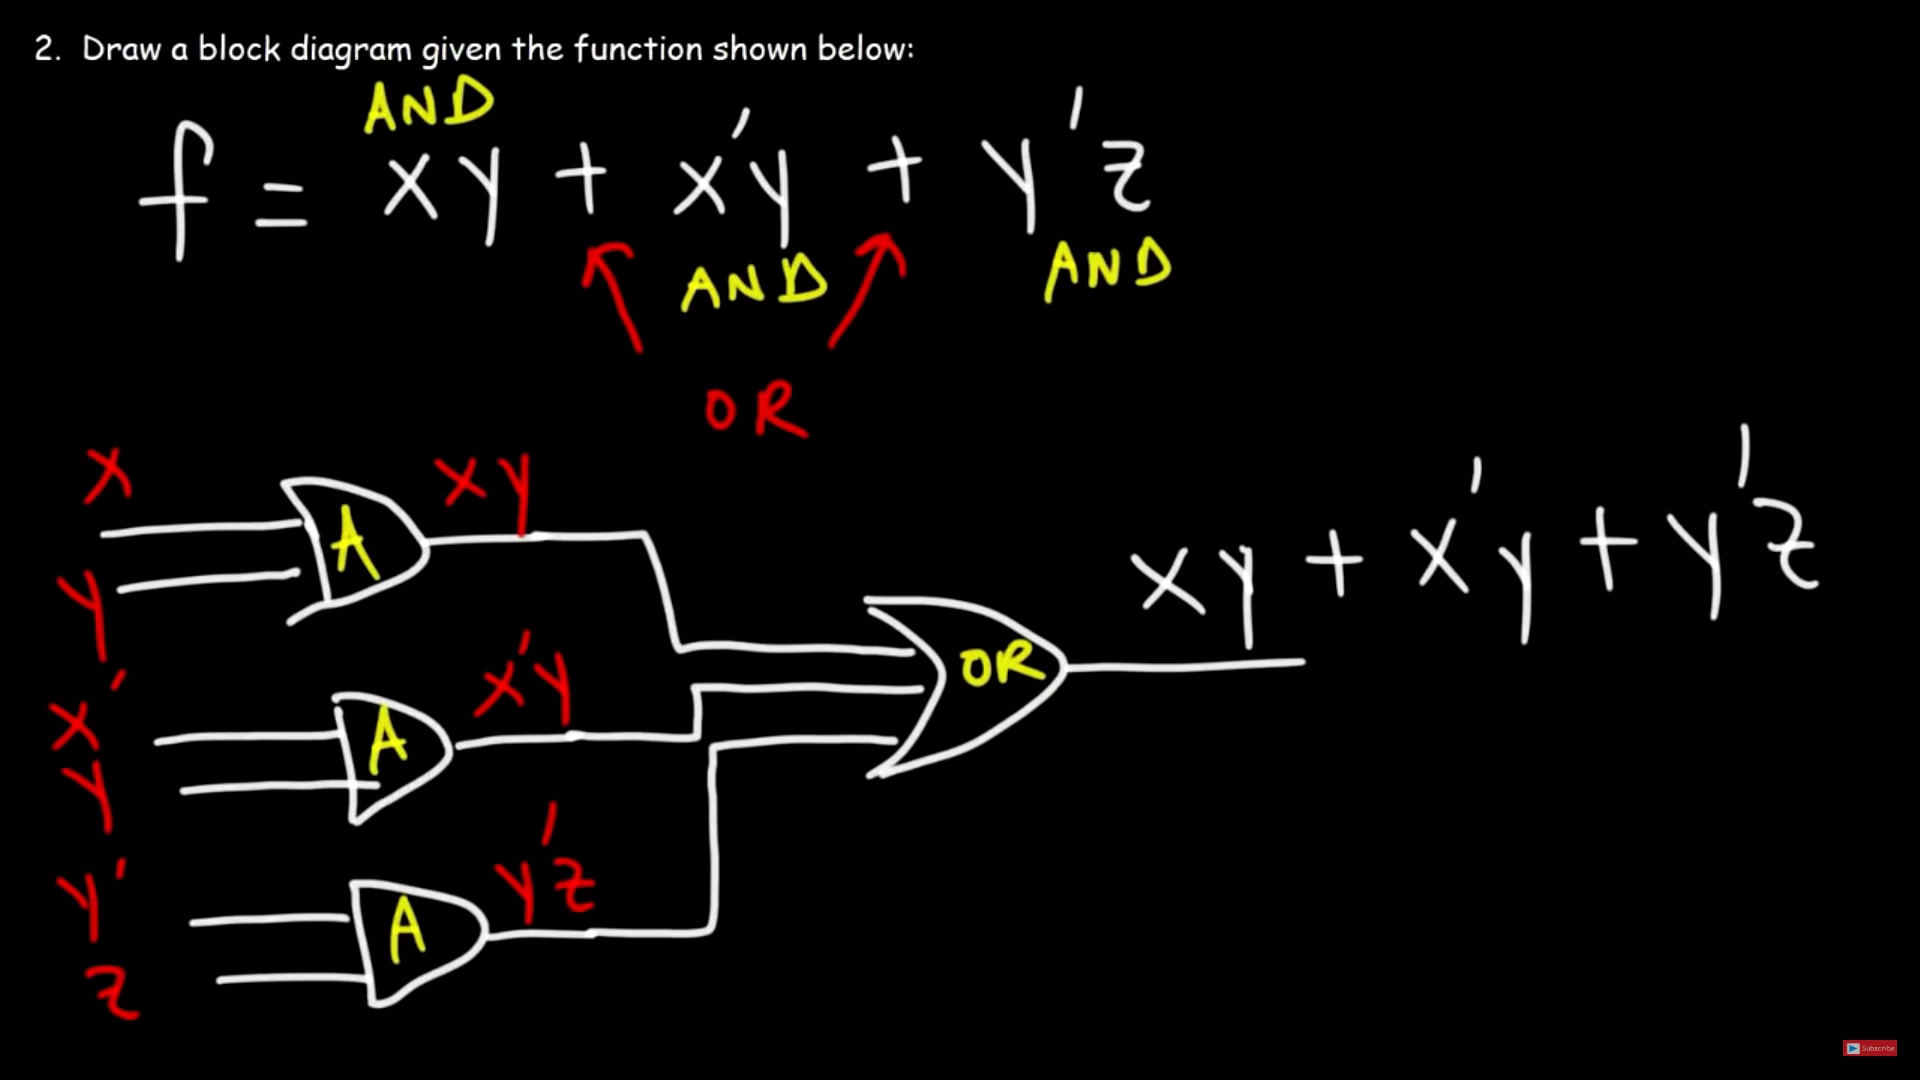 2. Draw a block diagram given the function shown below:
AND
f = xy + x'y + y'z
AND
AND
OR
x
xy
A
y
xy + x'y + y'z
OR
x'y
x'
A
y
y'z
y'
A
z
Subscribe